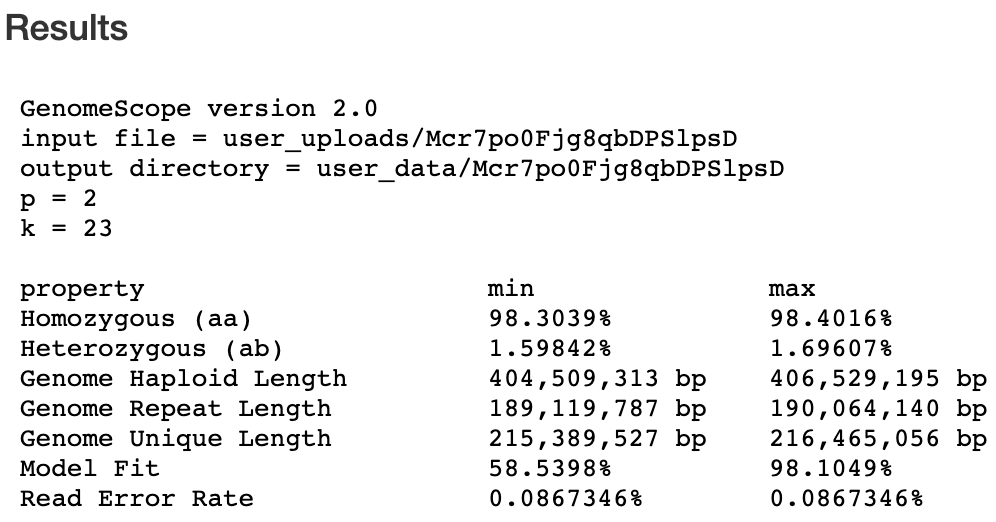 Results
GenomeScope version 2.0
input file = user_uploads/Mcr7po0Fjg8qbDPSlpsD
output directory = user_data/Mcr7po0Fjg8qbDPSlpsD
p = 2
k = 23
property min max
Homozygous (aa) 98.3039% 98.4016%
Heterozygous (ab) 1.59842% 1.69607%
Genome Haploid Length 404,509,313 bp 406,529,195 bp
Genome Repeat Length 189,119,787 bp 190,064,140 bp
Genome Unique Length 215,389,527 bp 216,465,056 bp
Model Fit 58.5398% 98.1049%
Read Error Rate 0.0867346% 0.0867346%